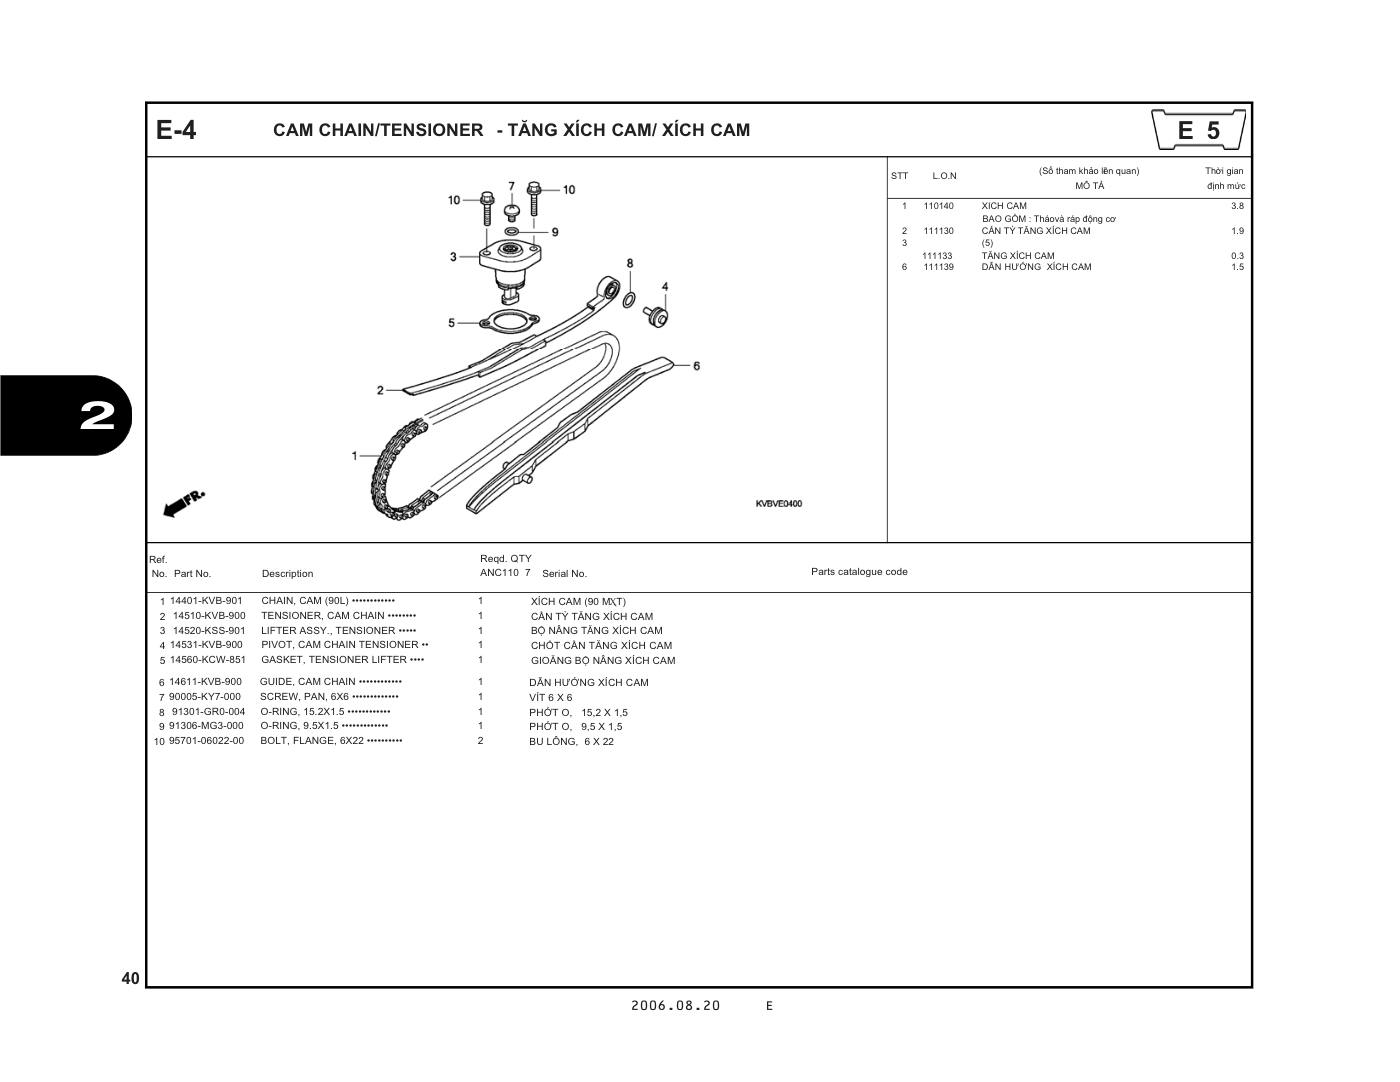 E-4 CAM CHAIN/TENSIONER - TĂNG XÍCH CAM/ XÍCH CAM E 5
7
10
10
9
3
8
4
5
6
2
1
FR.
KVBVE0400
STT L.O.N (Số tham khảo liên quan) Thời gian
MÔ TẢ định mức
1 110140 XICH CAM 3.8
BAO GỒM : Tháovà ráp động cơ
2 111130 CẦN TỲ TĂNG XÍCH CAM 1.9
3 (5)
111133 TĂNG XÍCH CAM 0.3
6 111139 DẪN HƯỚNG XÍCH CAM 1.5
2
Ref. Reqd. QTY
No. Part No. Description ANC110 7 Serial No. Parts catalogue code
1 14401-KVB-901 CHAIN, CAM (90L) •••••••••••• 1 XÍCH CAM (90 MXT)
2 14510-KVB-900 TENSIONER, CAM CHAIN •••••••• 1 CẦN TỲ TĂNG XÍCH CAM
3 14520-KSS-901 LIFTER ASSY., TENSIONER ••••• 1 BỘ NÂNG TĂNG XÍCH CAM
4 14531-KVB-900 PIVOT, CAM CHAIN TENSIONER •• 1 CHỐT CẦN TĂNG XÍCH CAM
5 14560-KCW-851 GASKET, TENSIONER LIFTER •••• 1 GIOĂNG BỘ NÂNG XÍCH CAM
6 14611-KVB-900 GUIDE, CAM CHAIN •••••••••••• 1 DẪN HƯỚNG XÍCH CAM
7 90005-KY7-000 SCREW, PAN, 6X6 ••••••••••••• 1 VÍT 6 X 6
8 91301-GR0-004 O-RING, 15.2X1.5 •••••••••••• 1 PHỚT O, 15,2 X 1,5
9 91306-MG3-000 O-RING, 9.5X1.5 ••••••••••••• 1 PHỚT O, 9,5 X 1,5
10 95701-06022-00 BOLT, FLANGE, 6X22 •••••••••• 2 BU LÔNG, 6 X 22
40
2006.08.20 E